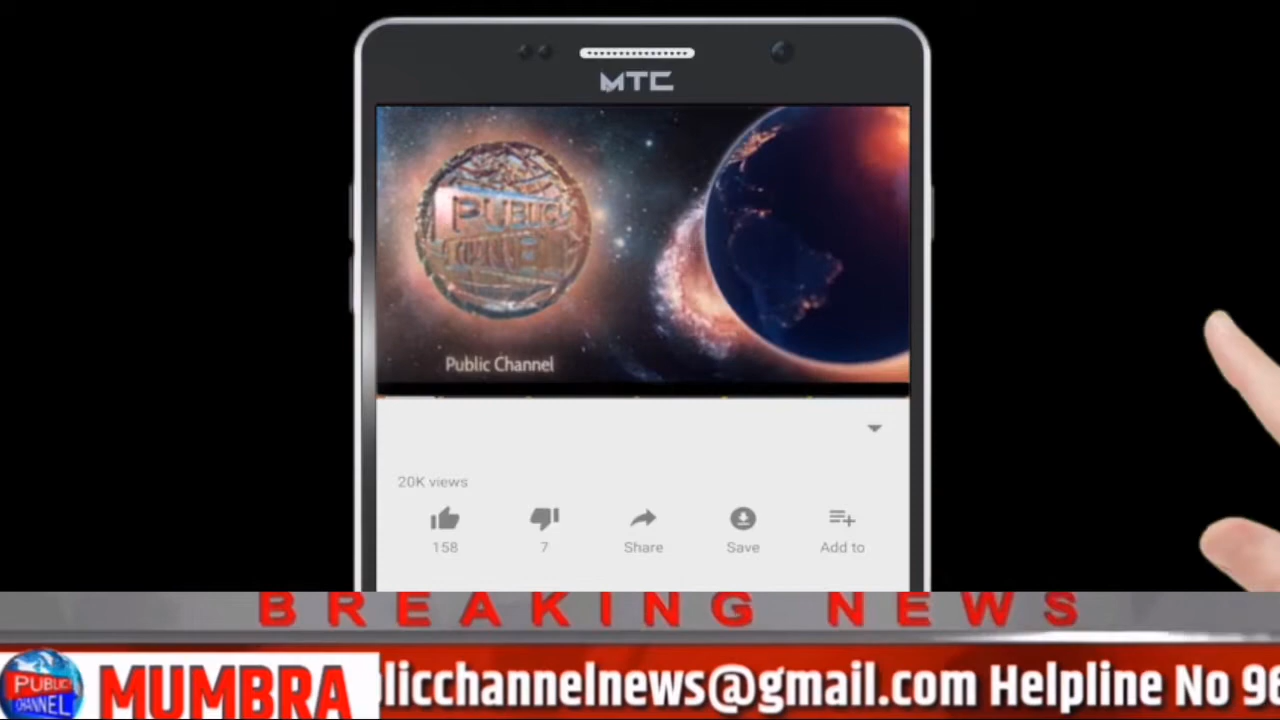 MTC
PUBLIC
Public Channel
20K views
158
7
Share
Save
Add to
BREAKING NEWS
PUBLIC
CHANNEL
MUMBRA
licchannelnews@gmail.com Helpline No 96